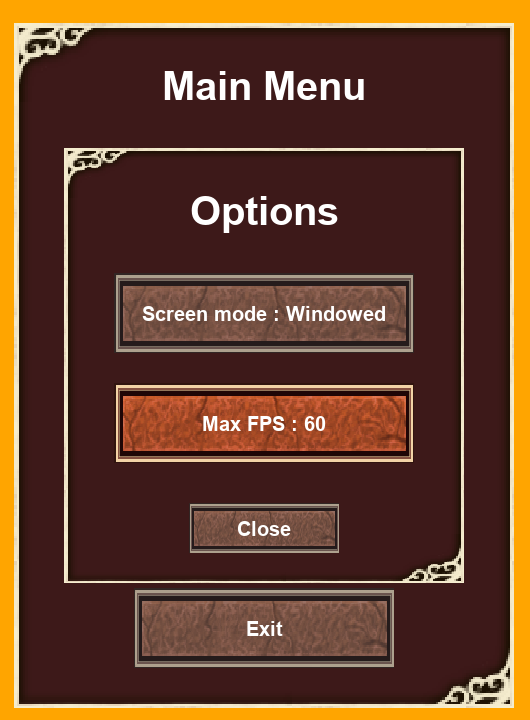 Main Menu
Options
Screen mode : Windowed
Max FPS : 60
Close
Exit